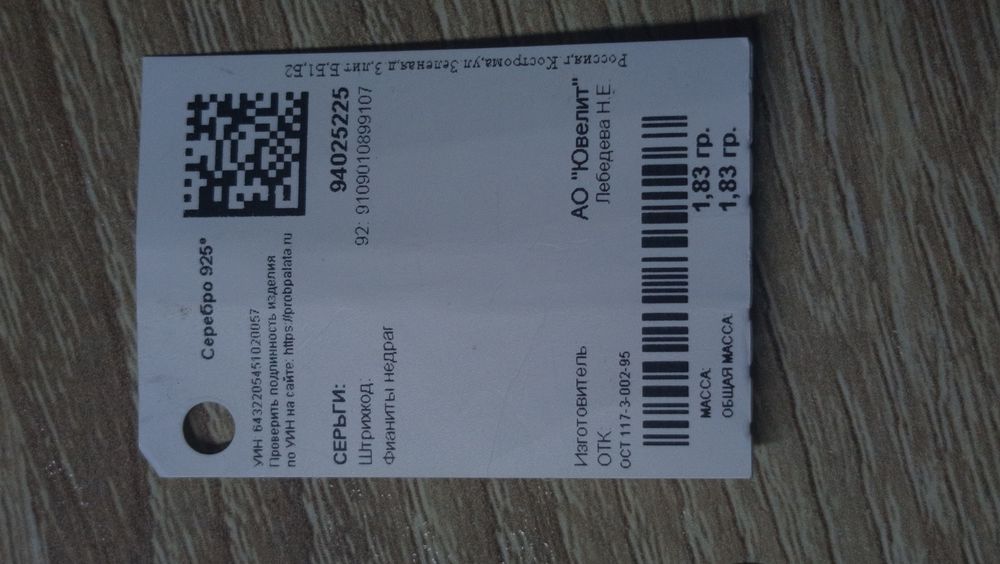 Серебро 925°
УИН: 6432205451020057
Проверить подлинность изделия
по УИН на сайте: https://probpalata.ru
СЕРЬГИ: 94025225
Штрихкод: 92: 9109010899107
Фианиты недраг
Изготовитель АО "Ювелит"
ОТК: Лебедева Н.Е.
ОСТ 117-3-002-95
МАССА: 1,83 гр.
ОБЩАЯ МАССА: 1,83 гр.
Россия,г Кострома,ул Зеленая,д 3,лит Б,Б1,Б2